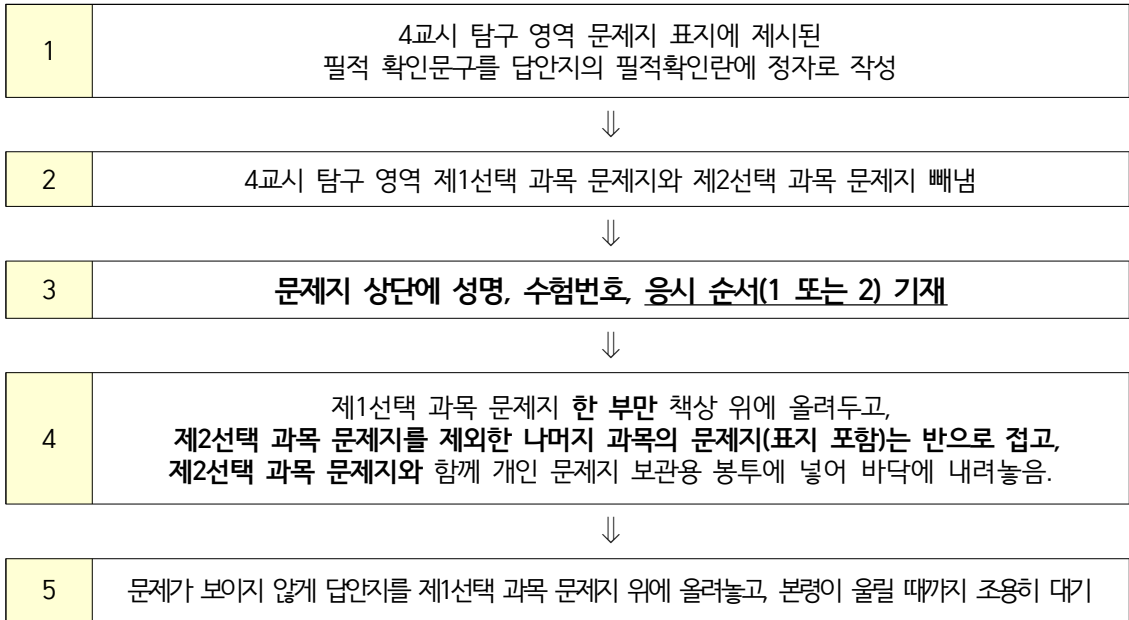 1
4교시 탐구 영역 문제지 표지에 제시된
필적 확인문구를 답안지의 필적확인란에 정자로 작성
⇓
2
4교시 탐구 영역 제1선택 과목 문제지와 제2선택 과목 문제지 빼냄
⇓
3
문제지 상단에 성명, 수험번호, 응시 순서(1 또는 2) 기재
⇓
4
제1선택 과목 문제지 한 부만 책상 위에 올려두고,
제2선택 과목 문제지를 제외한 나머지 과목의 문제지(표지 포함)는 반으로 접고,
제2선택 과목 문제지와 함께 개인 문제지 보관용 봉투에 넣어 바닥에 내려놓음.
⇓
5
문제가 보이지 않게 답안지를 제1선택 과목 문제지 위에 올려놓고, 본령이 울릴 때까지 조용히 대기